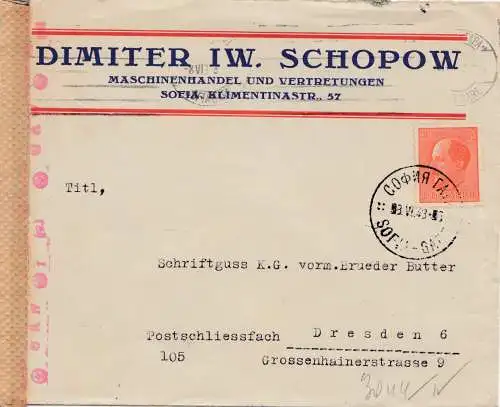 DIMITER IW. SCHOPOW
MASCHINENHANDEL UND VERTRETUNGEN
SOFIA, KLIMENTINASTR., 57
СОФИЯ
SOFIA
Titl,
Schriftguss K.G. vorm.Brueder Butter
Postschliessfach Dresden 6
105 Grossenhainerstrasse 9